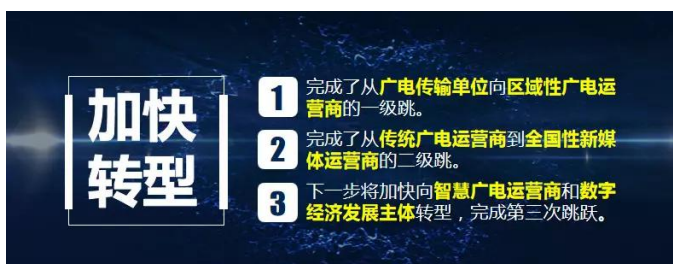 加快
转型
1 完成了从广电传输单位向区域性广电运
营商的一级跳。
2 完成了从传统广电运营商到全国性新媒
体运营商的二级跳。
3 下一步将加快向智慧广电运营商和数字
经济发展主体转型，完成第三次跳跃。